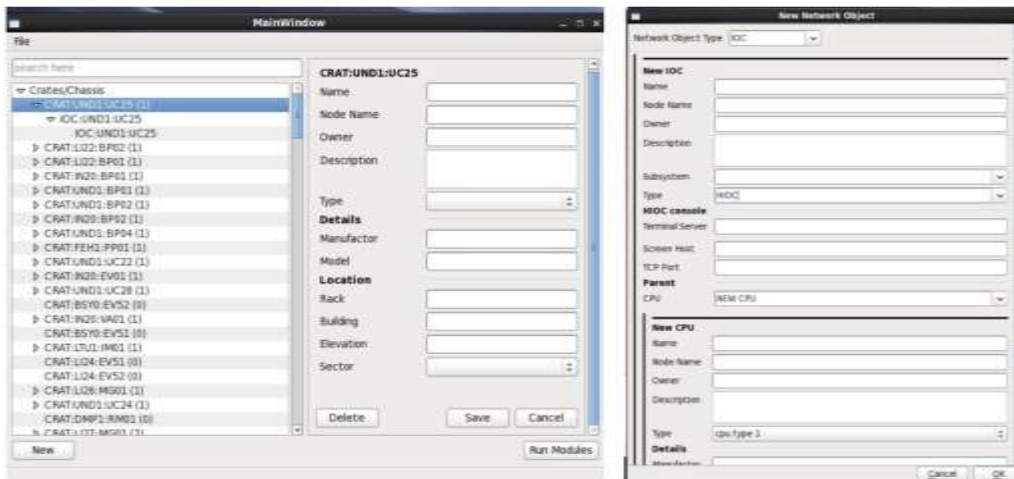 MainWindow
File
search here
Crates/Chassis
CRAT:UND1:UC25 (1)
IOC:UND1:UC25
IOC:UND1:UC25
CRAT:LI22:BP02 (1)
CRAT:LI22:BP01 (1)
CRAT:IN20:BP01 (1)
CRAT:UND1:BP01 (1)
CRAT:UND1:BP02 (1)
CRAT:IN20:BP02 (1)
CRAT:UND1:BP04 (1)
CRAT:FEH1:PP01 (1)
CRAT:UND1:UC22 (1)
CRAT:IN20:EV01 (1)
CRAT:UND1:UC28 (1)
CRAT:BSY0:EV52 (0)
CRAT:IN20:VA01 (1)
CRAT:BSY0:EV51 (0)
CRAT:LTU1:IM01 (1)
CRAT:LI24:EV51 (0)
CRAT:LI24:EV52 (0)
CRAT:LI26:MG01 (1)
CRAT:UND1:UC24 (1)
CRAT:DMP1:RM01 (0)
CRAT:LI27:MG01 (1)
New
CRAT:UND1:UC25
Name
Node Name
Owner
Description
Type
Details
Manufactor
Model
Location
Rack
Building
Elevation
Sector
Delete Save Cancel
Run Modules
New Network Object
Network Object Type IOC
New IOC
Name
Node Name
Owner
Description
Subsystem
Type HIOC
HIOC console
Terminal Server
Screen Host
TCP Port
Parent
CPU NEW CPU
New CPU
Name
Node Name
Owner
Description
Type cpu type 1
Details
Manufactor
Cancel OK